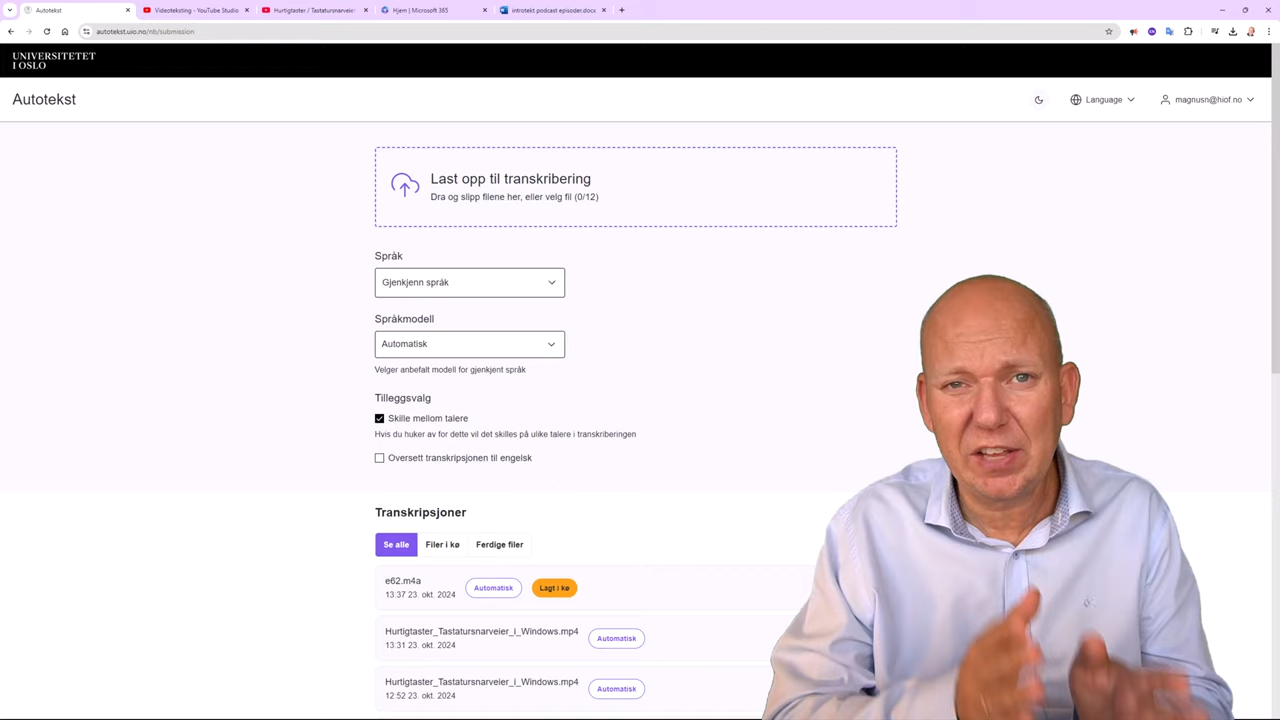 Autotekst
Videoteksting - YouTube Studio
Hurtigtaster / Tastatursnarveier
Hjem | Microsoft 365
introtekt podcast episoder.docx
autotekst.uio.no/nb/submission
UNIVERSITETET
I OSLO
Autotekst
Language
magnusn@hiof.no
Last opp til transkribering
Dra og slipp filene her, eller velg fil (0/12)
Språk
Gjenkjenn språk
Språkmodell
Automatisk
Velger anbefalt modell for gjenkjent språk
Tilleggsvalg
Skille mellom talere
Hvis du huker av for dette vil det skilles på ulike talere i transkriberingen
Oversett transkripsjonen til engelsk
Transkripsjoner
Se alle
Filer i kø
Ferdige filer
e62.m4a
13:37 23. okt. 2024
Automatisk
Lagt i kø
Hurtigtaster_Tastatursnarveier_i_Windows.mp4
13:31 23. okt. 2024
Automatisk
Hurtigtaster_Tastatursnarveier_i_Windows.mp4
12:52 23. okt. 2024
Automatisk